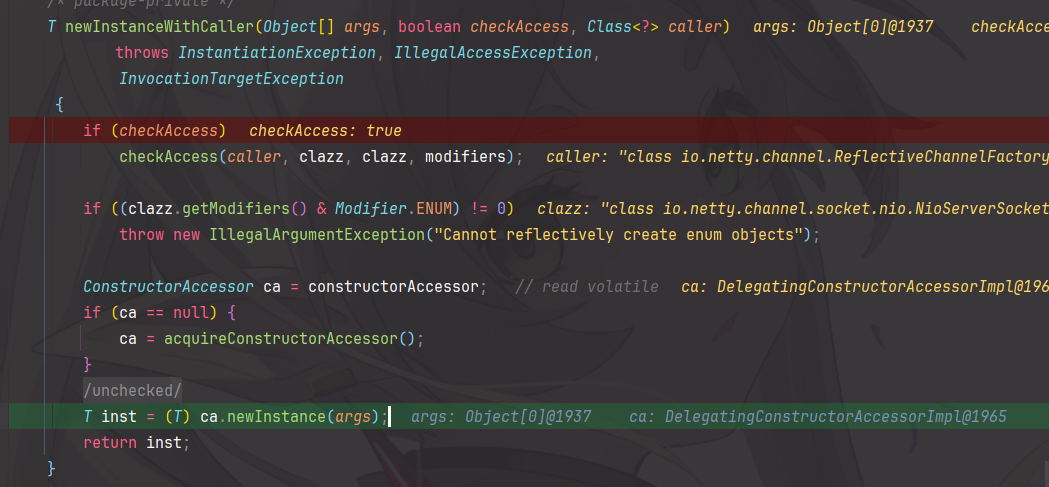 /* package-private */
T newInstanceWithCaller(Object[] args, boolean checkAccess, Class<?> caller)   args: Object[0]@1937   checkAcce
throws InstantiationException, IllegalAccessException,
InvocationTargetException
{
if (checkAccess)   checkAccess: true
checkAccess(caller, clazz, clazz, modifiers);   caller: "class io.netty.channel.ReflectiveChannelFactory
if ((clazz.getModifiers() & Modifier.ENUM) != 0)   clazz: "class io.netty.channel.socket.nio.NioServerSocket
throw new IllegalArgumentException("Cannot reflectively create enum objects");
ConstructorAccessor ca = constructorAccessor;   // read volatile   ca: DelegatingConstructorAccessorImpl@196
if (ca == null) {
ca = acquireConstructorAccessor();
}
/unchecked/
T inst = (T) ca.newInstance(args);   args: Object[0]@1937   ca: DelegatingConstructorAccessorImpl@1965
return inst;
}